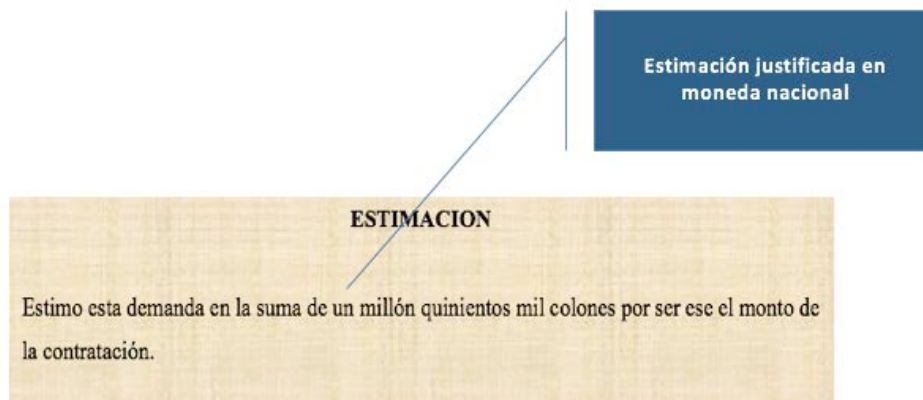 Estimación justificada en
moneda nacional
ESTIMACION
Estimo esta demanda en la suma de un millón quinientos mil colones por ser ese el monto de
la contratación.